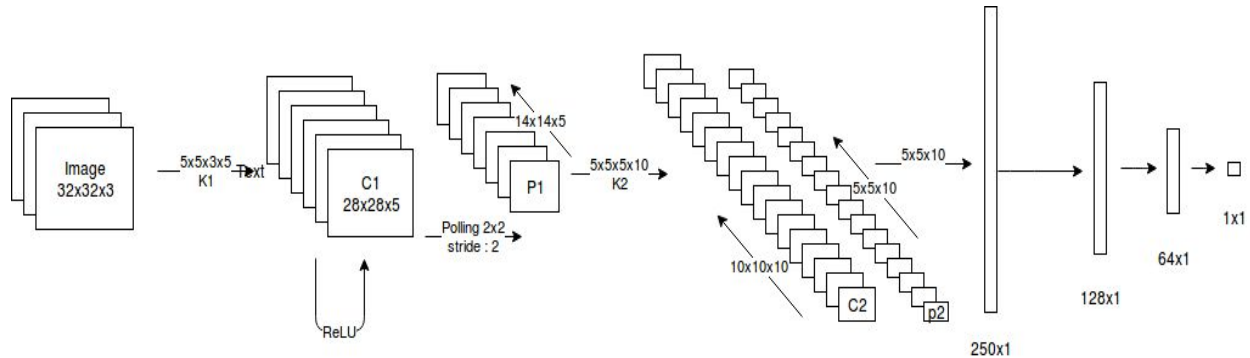 Image
32x32x3
5x5x3x5
K1
Text
C1
28x28x5
ReLU
Polling 2x2
stride : 2
14x14x5
P1
5x5x5x10
K2
10x10x10
C2
5x5x10
p2
5x5x10
250x1
128x1
64x1
1x1